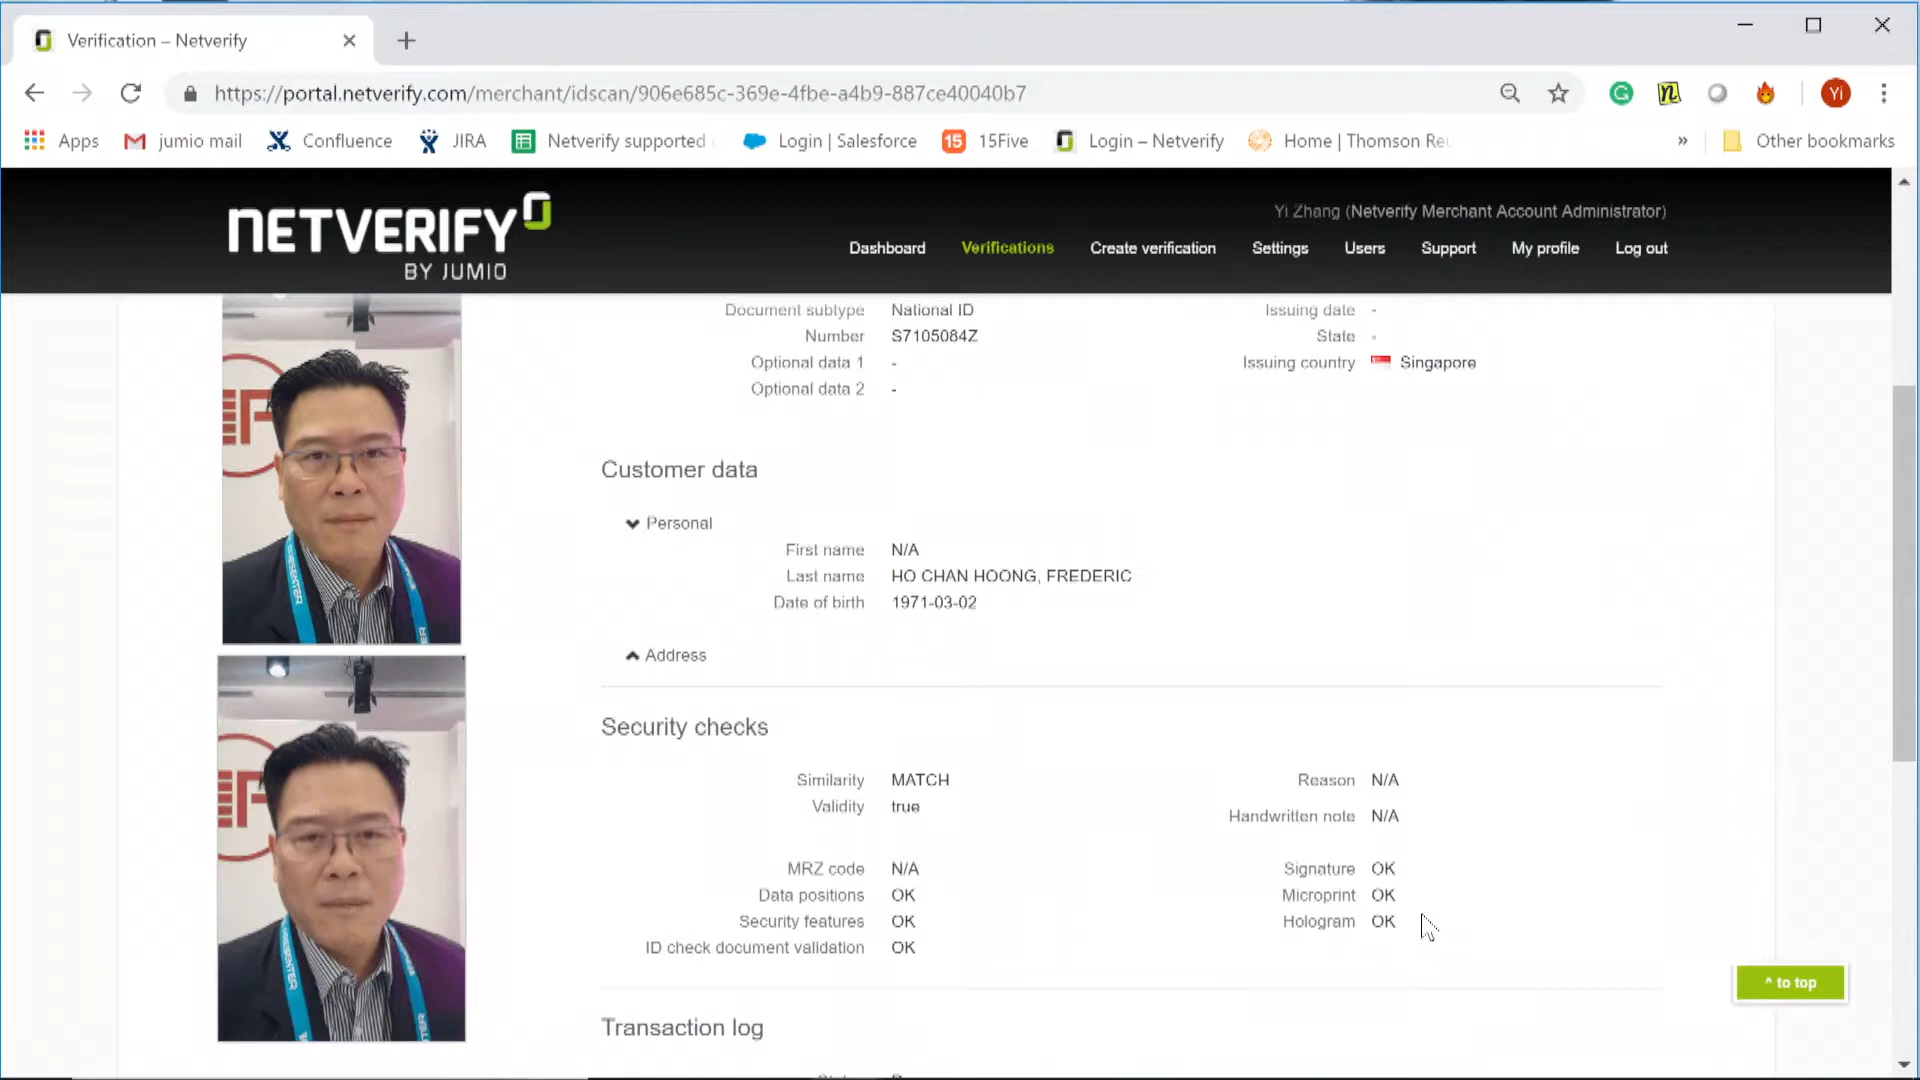 Verification – Netverify
https://portal.netverify.com/merchant/idscan/906e685c-369e-4fbe-a4b9-887ce40040b7
Yi
Apps
jumio mail
Confluence
JIRA
Netverify supported
Login | Salesforce
15
15Five
Login – Netverify
Home | Thomson Reu
»
Other bookmarks
NETVERIFY
BY JUMIO
Yi Zhang (Netverify Merchant Account Administrator)
Dashboard
Verifications
Create verification
Settings
Users
Support
My profile
Log out
Document subtype National ID
Issuing date -
Number S7105084Z
State -
Optional data 1 -
Issuing country Singapore
Optional data 2 -
Customer data
Personal
First name N/A
Last name HO CHAN HOONG, FREDERIC
Date of birth 1971-03-02
Address
Security checks
Similarity MATCH
Reason N/A
Validity true
Handwritten note N/A
MRZ code N/A
Signature OK
Data positions OK
Microprint OK
Security features OK
Hologram OK
ID check document validation OK
^ to top
Transaction log